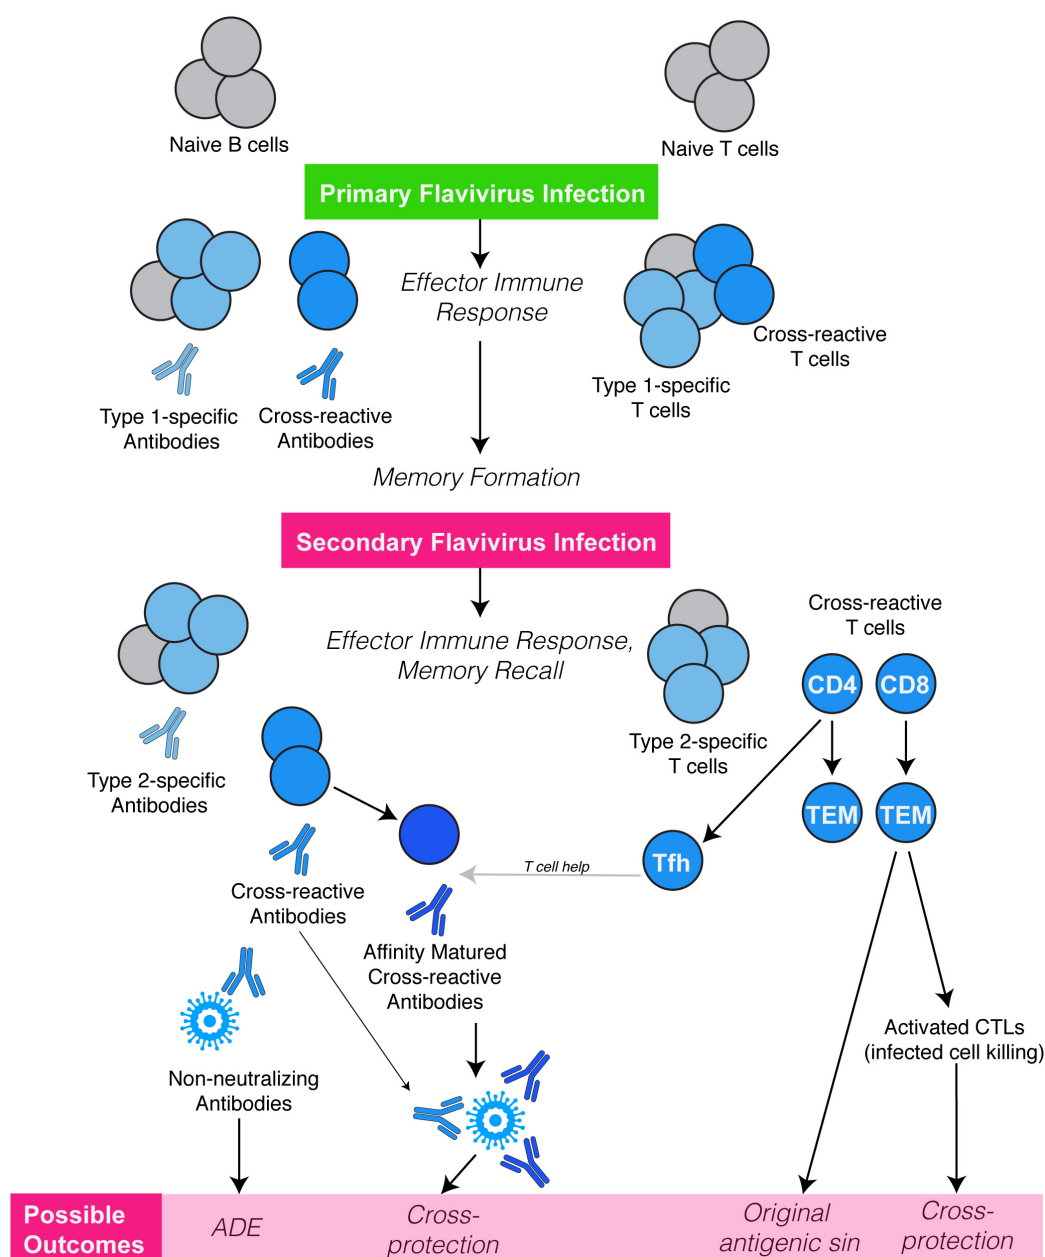 Naive B cells
Naive T cells
Primary Flavivirus Infection
Effector Immune
Response
Cross-reactive
T cells
Type 1-specific
T cells
Type 1-specific
Antibodies
Cross-reactive
Antibodies
Memory Formation
Secondary Flavivirus Infection
Effector Immune Response,
Memory Recall
Cross-reactive
T cells
CD4
CD8
Type 2-specific
T cells
Type 2-specific
Antibodies
TEM
TEM
Tfh
T cell help
Cross-reactive
Antibodies
Affinity Matured
Cross-reactive
Antibodies
Activated CTLs
(infected cell killing)
Non-neutralizing
Antibodies
Possible
Outcomes
ADE
Cross-
protection
Original
antigenic sin
Cross-
protection